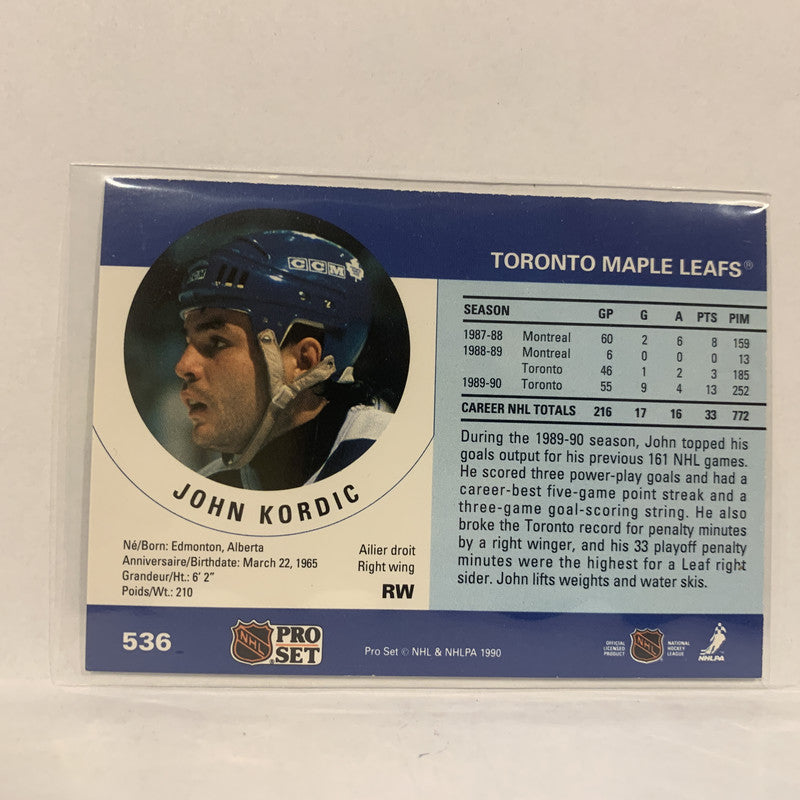 TORONTO MAPLE LEAFS®
CCM
JOHN KORDIC
Né/Born: Edmonton, Alberta
Anniversaire/Birthdate: March 22, 1965
Grandeur/Ht.: 6' 2"
Poids/Wt.: 210
Ailier droit
Right wing
RW
SEASON GP G A PTS PIM
1987-88 Montreal 60 2 6 8 159
1988-89 Montreal 6 0 0 0 13
Toronto 46 1 2 3 185
1989-90 Toronto 55 9 4 13 252
CAREER NHL TOTALS 216 17 16 33 772
During the 1989-90 season, John topped his
goals output for his previous 161 NHL games.
He scored three power-play goals and had a
career-best five-game point streak and a
three-game goal-scoring string. He also
broke the Toronto record for penalty minutes
by a right winger, and his 33 playoff penalty
minutes were the highest for a Leaf right
sider. John lifts weights and water skis.
536
NHL
PRO
SET
Pro Set © NHL & NHLPA 1990
OFFICIAL
LICENSED
PRODUCT
NHL
NATIONAL
HOCKEY
LEAGUE
NHLPA